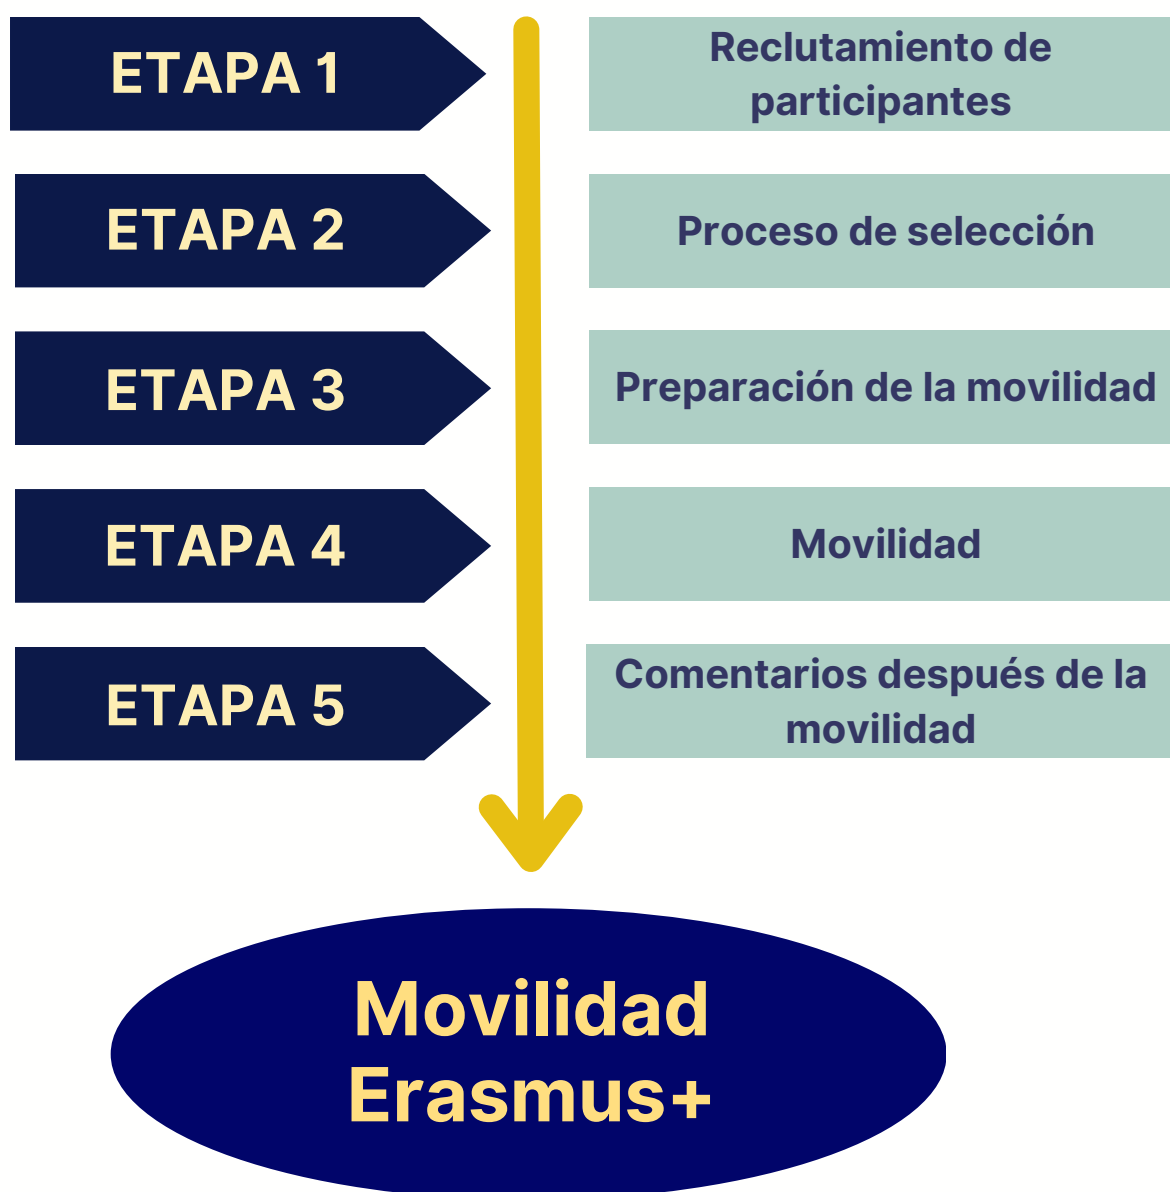 ETAPA 1
Reclutamiento de
participantes
ETAPA 2
Proceso de selección
ETAPA 3
Preparación de la movilidad
ETAPA 4
Movilidad
ETAPA 5
Comentarios después de la
movilidad
Movilidad
Erasmus+